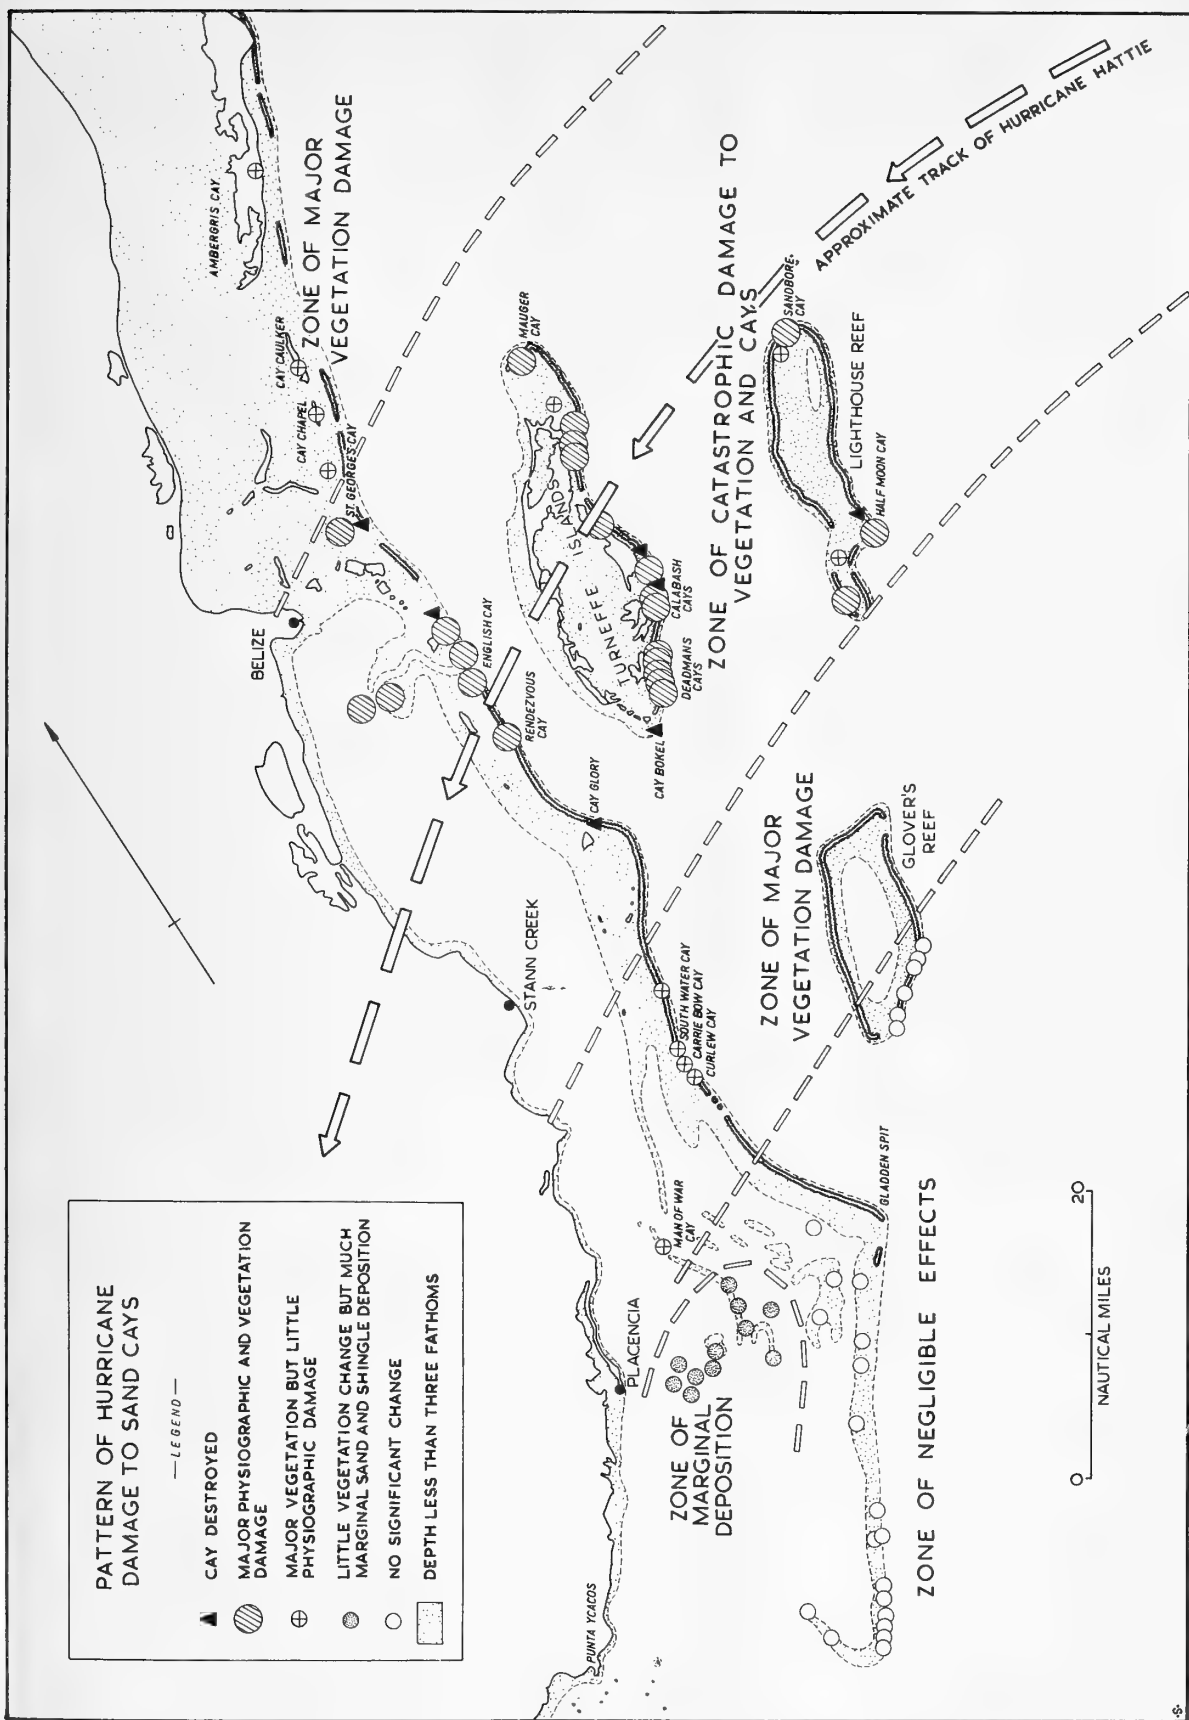 PATTERN OF HURRICANE
DAMAGE TO SAND CAYS
— LEGEND —
CAY DESTROYED
MAJOR PHYSIOGRAPHIC AND VEGETATION
DAMAGE
MAJOR VEGETATION BUT LITTLE
PHYSIOGRAPHIC DAMAGE
LITTLE VEGETATION CHANGE BUT MUCH
MARGINAL SAND AND SHINGLE DEPOSITION
NO SIGNIFICANT CHANGE
DEPTH LESS THAN THREE FATHOMS
AMBERGRIS CAY
CAY CAULKER
CAY CHAPEL
ST. GEORGE'S CAY
ZONE OF MAJOR
VEGETATION DAMAGE
BELIZE
ENGLISH CAY
RENDEZVOUS
CAY
CAY GLORY
MAUGER
CAY
TURNEFFE ISLANDS
CALABASH
CAYS
DEADMANS
CAYS
CAY BOKEL
ZONE OF CATASTROPHIC DAMAGE TO
VEGETATION AND CAYS
SANDBORE
CAY
LIGHTHOUSE REEF
HALF MOON CAY
APPROXIMATE TRACK OF HURRICANE HATTIE
STANN CREEK
SOUTH WATER CAY
CARRIE BOW CAY
CURLEW CAY
ZONE OF MAJOR
VEGETATION DAMAGE
GLOVER'S
REEF
MAN OF WAR
CAY
GLADDEN SPIT
PLACENCIA
ZONE OF
MARGINAL
DEPOSITION
ZONE OF NEGLIGIBLE EFFECTS
PUNTA YCACOS
0
20
NAUTICAL MILES
·S·